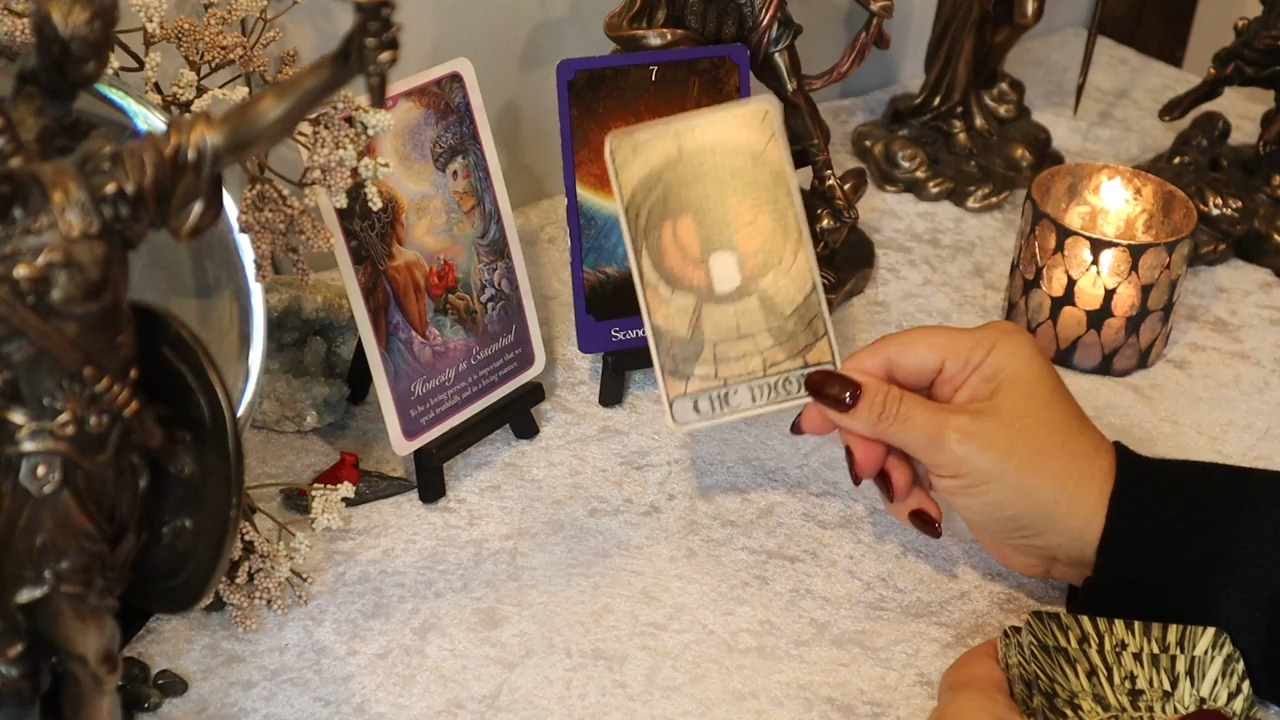 Honesty is Essential
To be a loving person, it is important that we
speak truthfully and in a loving manner.
7
Stand
THE MOON